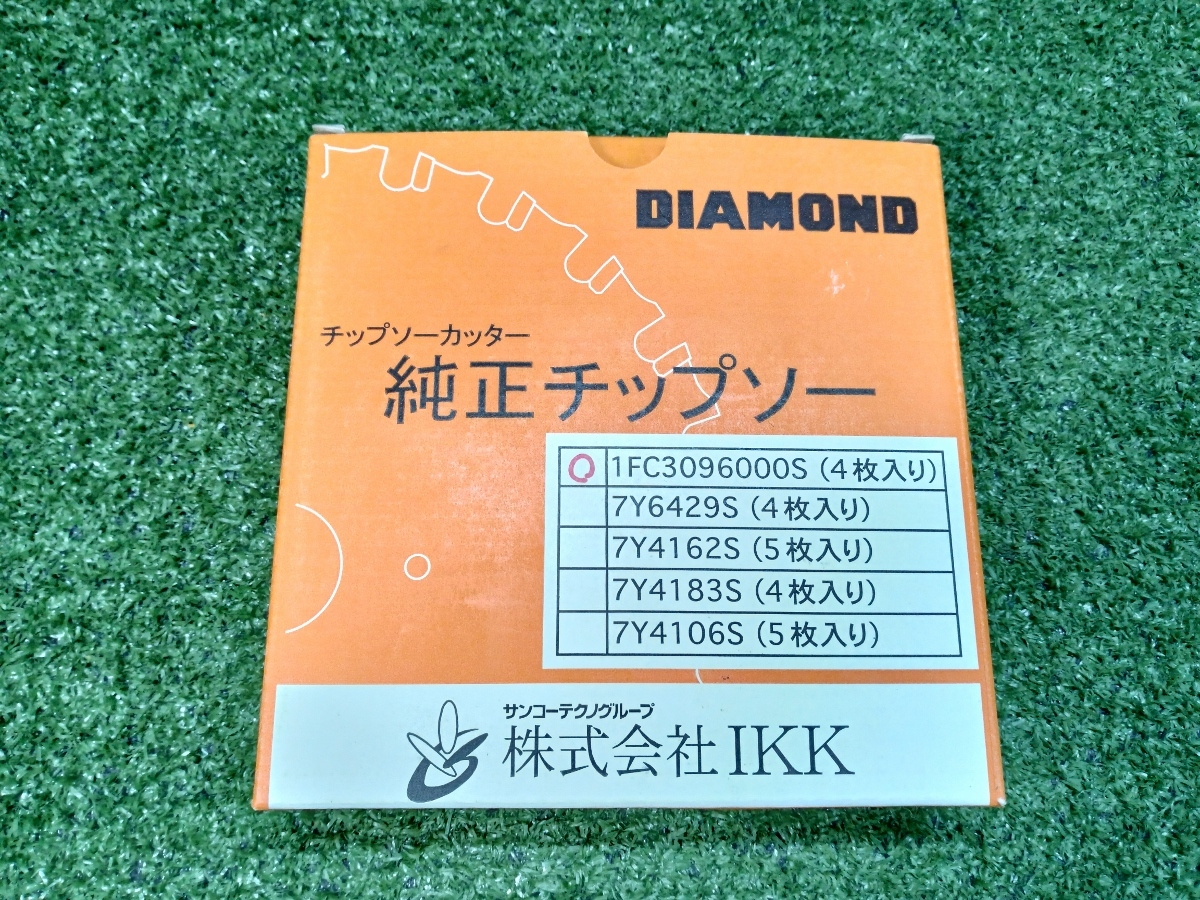 DIAMOND
チップソーカッター
純正チップソー
1FC3096000S (4枚入り)
7Y6429S (4枚入り)
7Y4162S (5枚入り)
7Y4183S (4枚入り)
7Y4106S (5枚入り)
サンコーテクノグループ
株式会社IKK